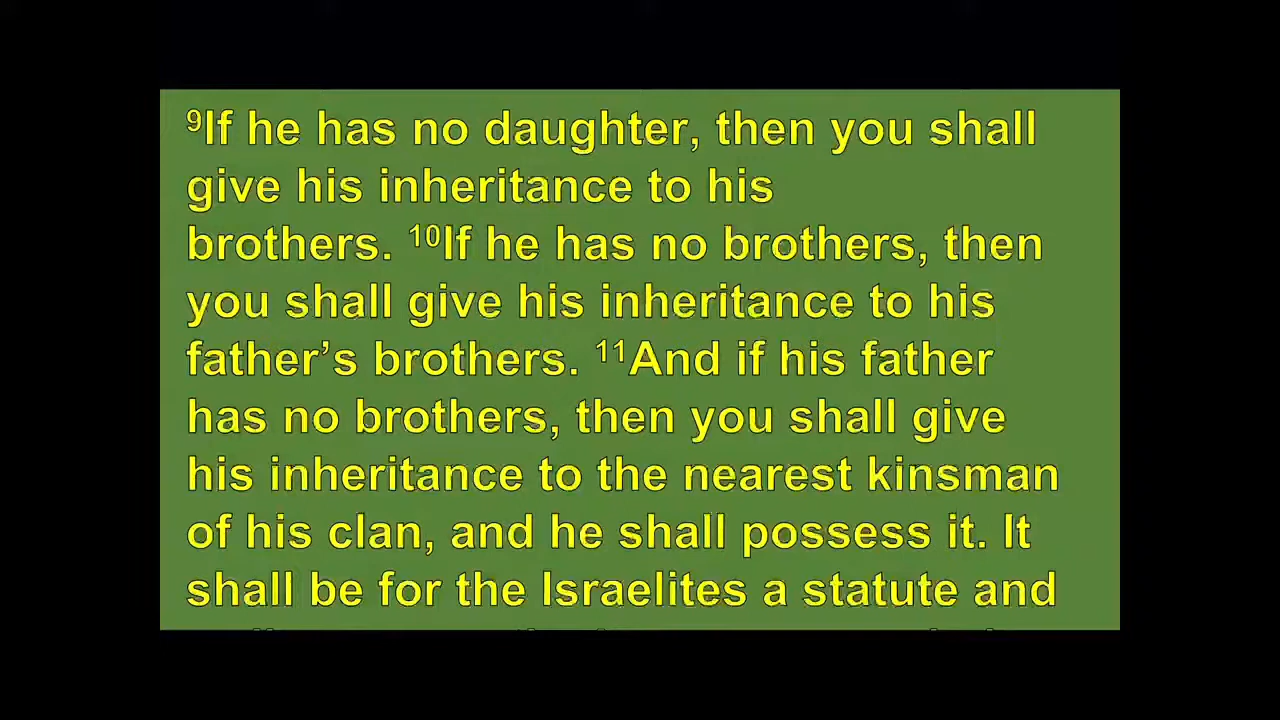 ⁹If he has no daughter, then you shall
give his inheritance to his
brothers. ¹⁰If he has no brothers, then
you shall give his inheritance to his
father’s brothers. ¹¹And if his father
has no brothers, then you shall give
his inheritance to the nearest kinsman
of his clan, and he shall possess it. It
shall be for the Israelites a statute and